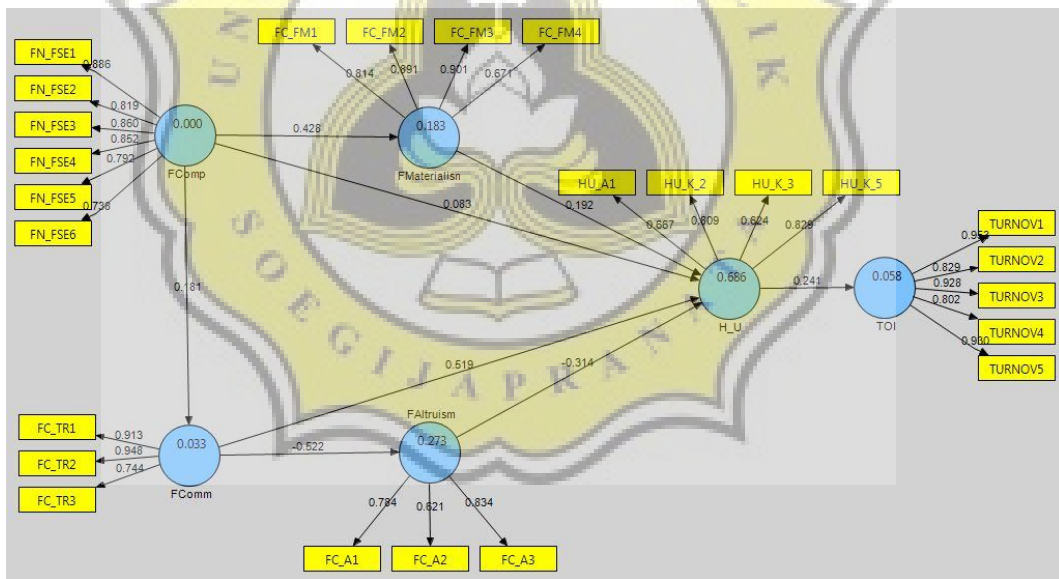 FC_FM1
FC_FM2
FC_FM3
FC_FM4
0.814
0.891
0.901
0.671
FN_FSE1
FN_FSE2
FN_FSE3
FN_FSE4
FN_FSE5
FN_FSE6
0.886
0.819
0.860
0.852
0.792
0.736
0.000
FComp
0.428
0.183
FMaterialisn
0.083
0.192
0.181
HU_A1
HU_K_2
HU_K_3
HU_K_5
0.667
0.809
0.624
0.829
0.686
H_U
0.241
0.058
TOI
0.953
0.829
0.928
0.802
0.930
TURNOV1
TURNOV2
TURNOV3
TURNOV4
TURNOV5
0.519
-0.314
FC_TR1
FC_TR2
FC_TR3
0.913
0.948
0.744
0.033
FComm
-0.522
FAltruism
0.273
0.784
0.621
0.834
FC_A1
FC_A2
FC_A3
U N
I K
SOEGIJAPRANA